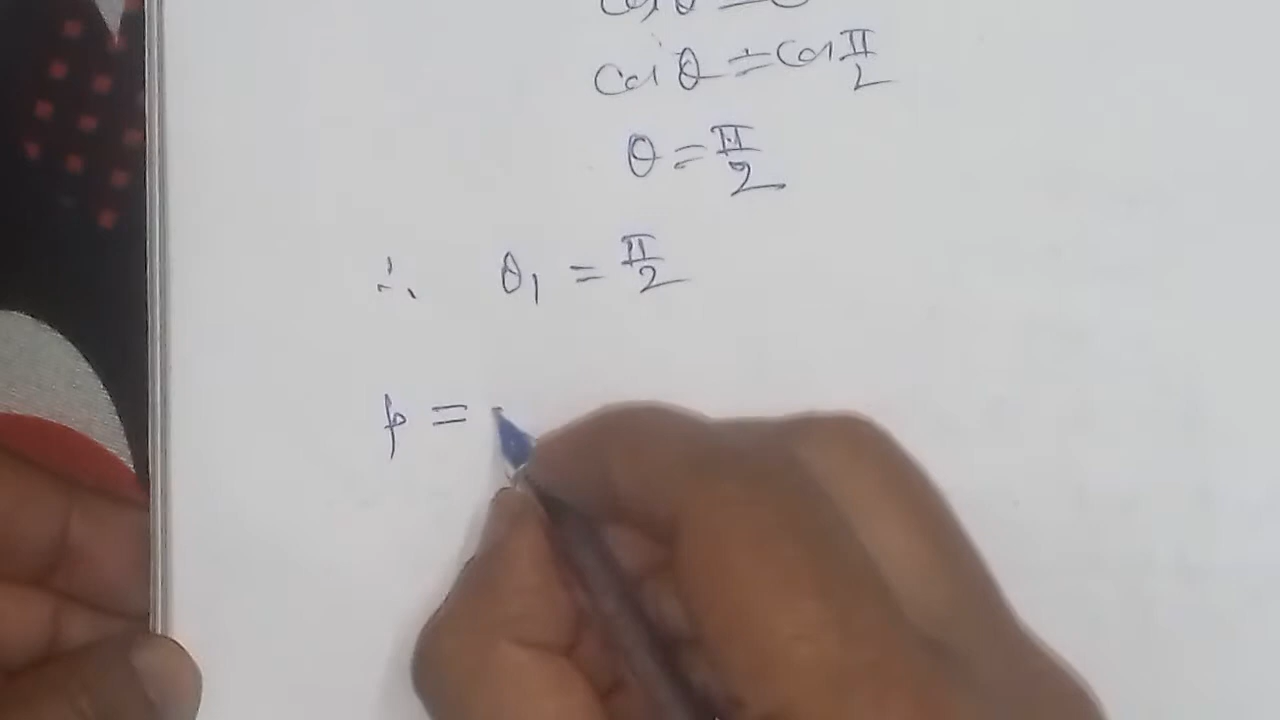 cos θ = cos π/2
θ = π/2
∴ θ₁ = π/2
p =